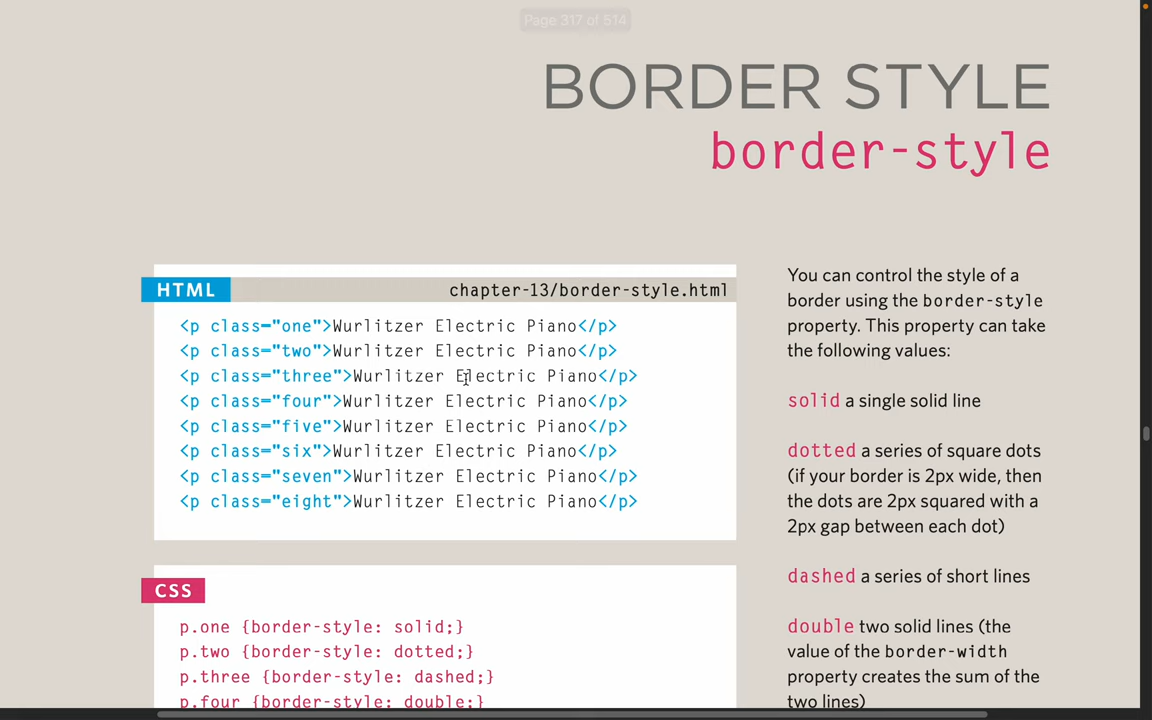 Page 317 of 514
BORDER STYLE
border-style
HTML
chapter-13/border-style.html
<p class="one">Wurlitzer Electric Piano</p>
<p class="two">Wurlitzer Electric Piano</p>
<p class="three">Wurlitzer Electric Piano</p>
<p class="four">Wurlitzer Electric Piano</p>
<p class="five">Wurlitzer Electric Piano</p>
<p class="six">Wurlitzer Electric Piano</p>
<p class="seven">Wurlitzer Electric Piano</p>
<p class="eight">Wurlitzer Electric Piano</p>
CSS
p.one {border-style: solid;}
p.two {border-style: dotted;}
p.three {border-style: dashed;}
p.four {border-style: double;}
You can control the style of a
border using the border-style
property. This property can take
the following values:
solid a single solid line
dotted a series of square dots
(if your border is 2px wide, then
the dots are 2px squared with a
2px gap between each dot)
dashed a series of short lines
double two solid lines (the
value of the border-width
property creates the sum of the
two lines)